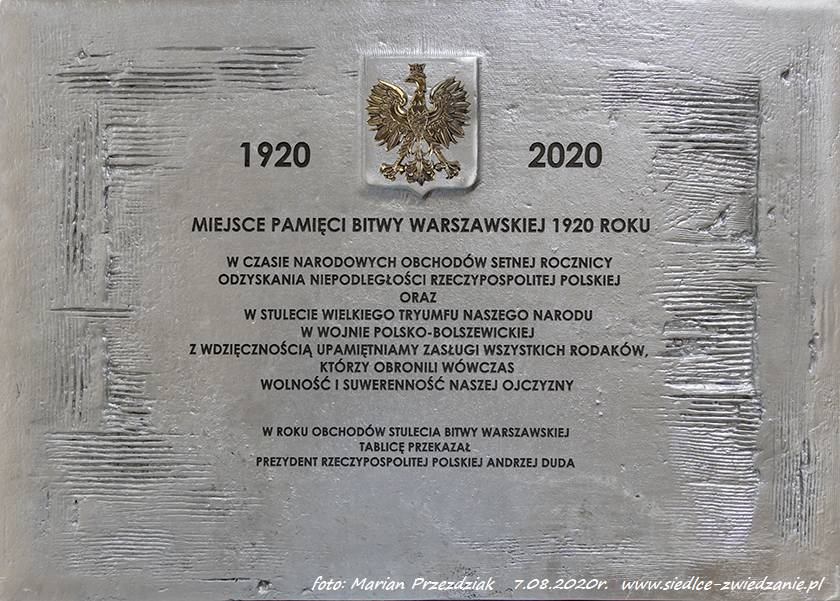 1920 2020
MIEJSCE PAMIĘCI BITWY WARSZAWSKIEJ 1920 ROKU
W CZASIE NARODOWYCH OBCHODÓW SETNEJ ROCZNICY
ODZYSKANIA NIEPODLEGŁOŚCI RZECZYPOSPOLITEJ POLSKIEJ
ORAZ
W STULECIE WIELKIEGO TRYUMFU NASZEGO NARODU
W WOJNIE POLSKO-BOLSZEWICKIEJ
Z WDZIĘCZNOŚCIĄ UPAMIĘTNIAMY ZASŁUGI WSZYSTKICH RODAKÓW,
KTÓRZY OBRONILI WÓWCZAS
WOLNOŚĆ I SUWERENNOŚĆ NASZEJ OJCZYZNY
W ROKU OBCHODÓW STULECIA BITWY WARSZAWSKIEJ
TABLICĘ PRZEKAZAŁ
PREZYDENT RZECZYPOSPOLITEJ POLSKIEJ ANDRZEJ DUDA
foto: Marian Przezdziak 7.08.2020r. www.siedlce-zwiedzanie.pl